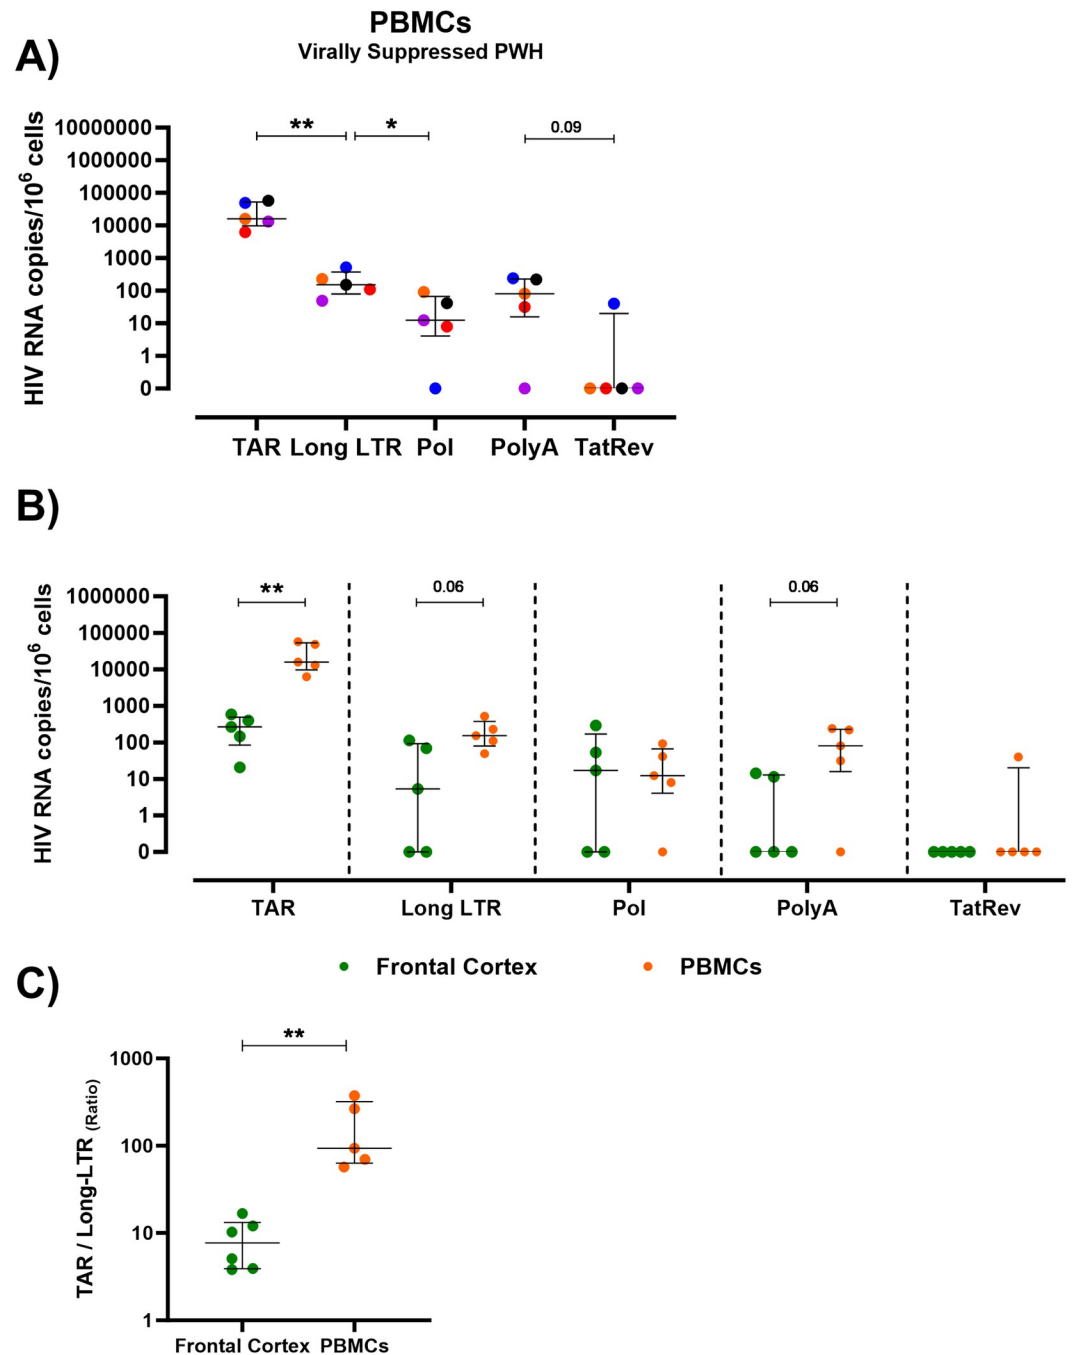 PBMCs
Virally Suppressed PWH
A)
HIV RNA copies/10⁶ cells
10000000
1000000
100000
10000
1000
100
10
1
0
**
*
0.09
TAR Long LTR Pol PolyA TatRev
B)
HIV RNA copies/10⁶ cells
1000000
100000
10000
1000
100
10
1
0
**
0.06
0.06
TAR Long LTR Pol PolyA TatRev
Frontal Cortex PBMCs
C)
TAR / Long-LTR (Ratio)
1000
100
10
1
**
Frontal Cortex PBMCs